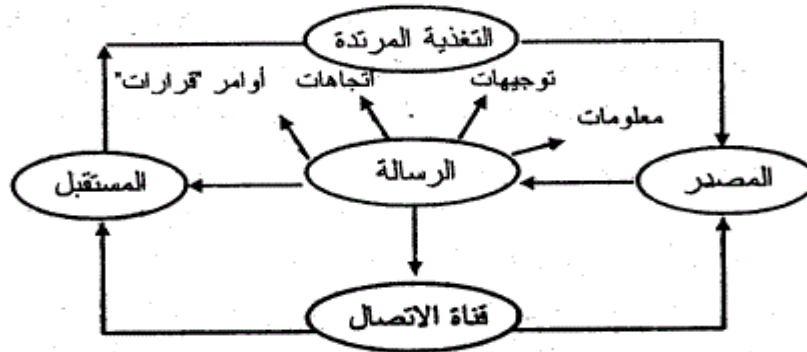 التغذية المرتدة
توجيهات
اتجاهات
أوامر "قرارات"
معلومات
المصدر
الرسالة
المستقبل
قناة الاتصال